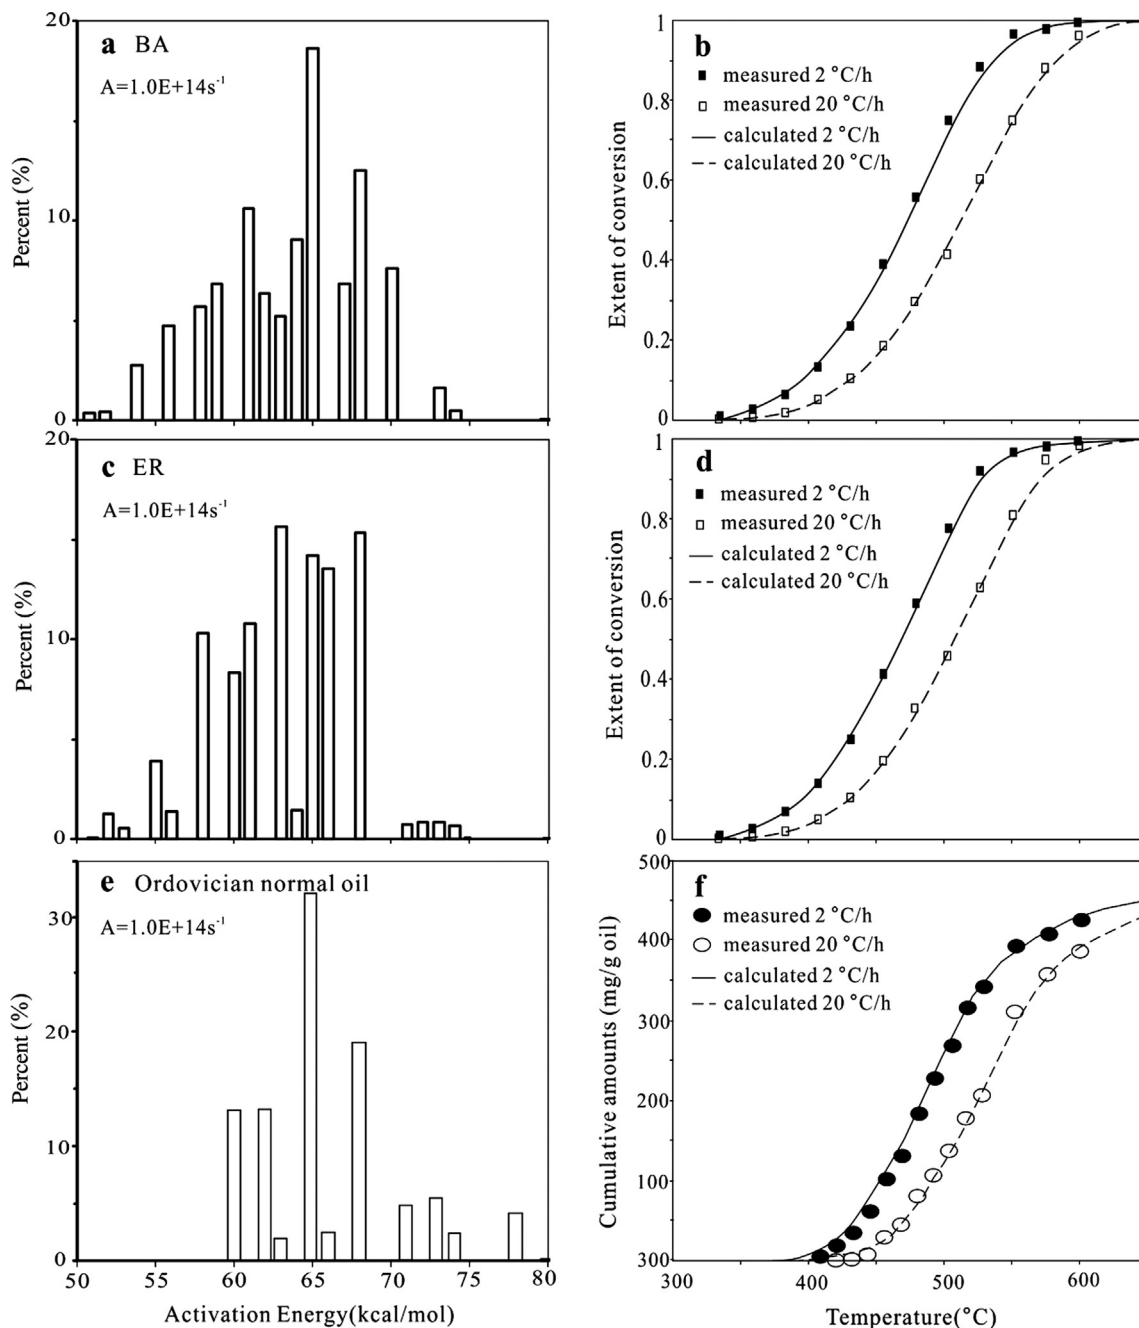 20
a BA
A=1.0E+14s⁻¹
10
0
Percent (%)
1
b
measured 2 °C/h
measured 20 °C/h
calculated 2 °C/h
calculated 20 °C/h
0.8
0.6
0.4
0.2
0
Extent of conversion
20
c ER
A=1.0E+14s⁻¹
10
0
Percent (%)
1
d
measured 2 °C/h
measured 20 °C/h
calculated 2 °C/h
calculated 20 °C/h
0.8
0.6
0.4
0.2
0
Extent of conversion
e Ordovician normal oil
A=1.0E+14s⁻¹
30
20
10
0
Percent (%)
50 55 60 65 70 75 80
Activation Energy(kcal/mol)
500
f
measured 2 °C/h
measured 20 °C/h
calculated 2 °C/h
calculated 20 °C/h
400
300
200
100
300
Cumulative amounts (mg/g oil)
300 400 500 600
Temperature(°C)